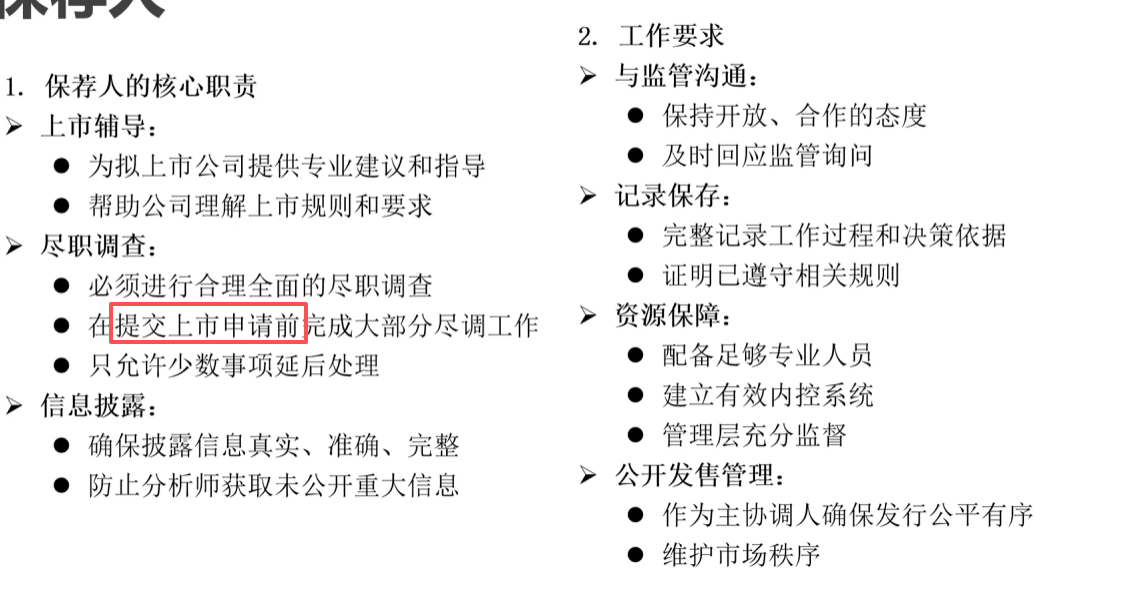 保荐人
1. 保荐人的核心职责
➢ 上市辅导：
● 为拟上市公司提供专业建议和指导
● 帮助公司理解上市规则和要求
➢ 尽职调查：
● 必须进行合理全面的尽职调查
● 在提交上市申请前完成大部分尽调工作
● 只允许少数事项延后处理
➢ 信息披露：
● 确保披露信息真实、准确、完整
● 防止分析师获取未公开重大信息
2. 工作要求
➢ 与监管沟通：
● 保持开放、合作的态度
● 及时回应监管询问
➢ 记录保存：
● 完整记录工作过程和决策依据
● 证明已遵守相关规则
➢ 资源保障：
● 配备足够专业人员
● 建立有效内控系统
● 管理层充分监督
➢ 公开发售管理：
● 作为主协调人确保发行公平有序
● 维护市场秩序